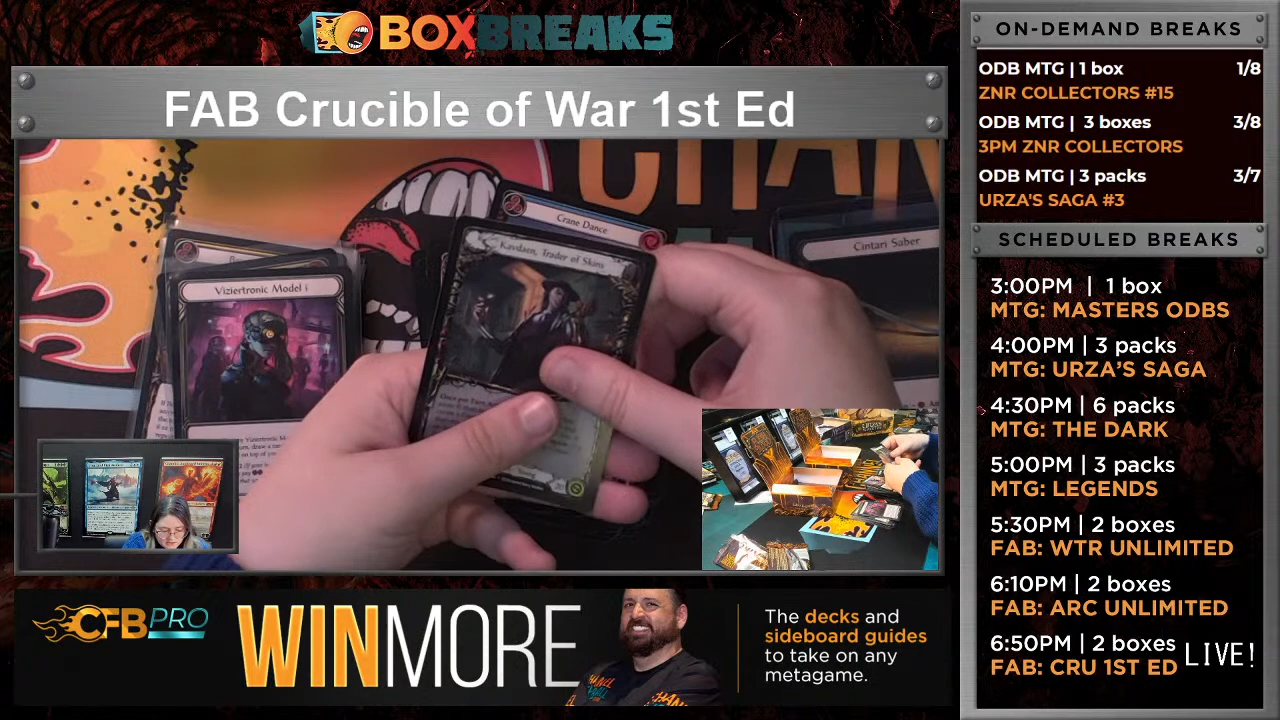 BOXBREAKS
FAB Crucible of War 1st Ed
Crane Dance
Kavdaen, Trader of Skins
Cintari Saber
Viziertronic Model i
Once per Turn
Young
CFBPRO
WINMORE
The decks and
sideboard guides
to take on any
metagame.
ON-DEMAND BREAKS
ODB MTG | 1 box 1/8
ZNR COLLECTORS #15
ODB MTG | 3 boxes 3/8
3PM ZNR COLLECTORS
ODB MTG | 3 packs 3/7
URZA'S SAGA #3
SCHEDULED BREAKS
3:00PM | 1 box
MTG: MASTERS ODBS
4:00PM | 3 packs
MTG: URZA'S SAGA
4:30PM | 6 packs
MTG: THE DARK
5:00PM | 3 packs
MTG: LEGENDS
5:30PM | 2 boxes
FAB: WTR UNLIMITED
6:10PM | 2 boxes
FAB: ARC UNLIMITED
6:50PM | 2 boxes
FAB: CRU 1ST ED LIVE!